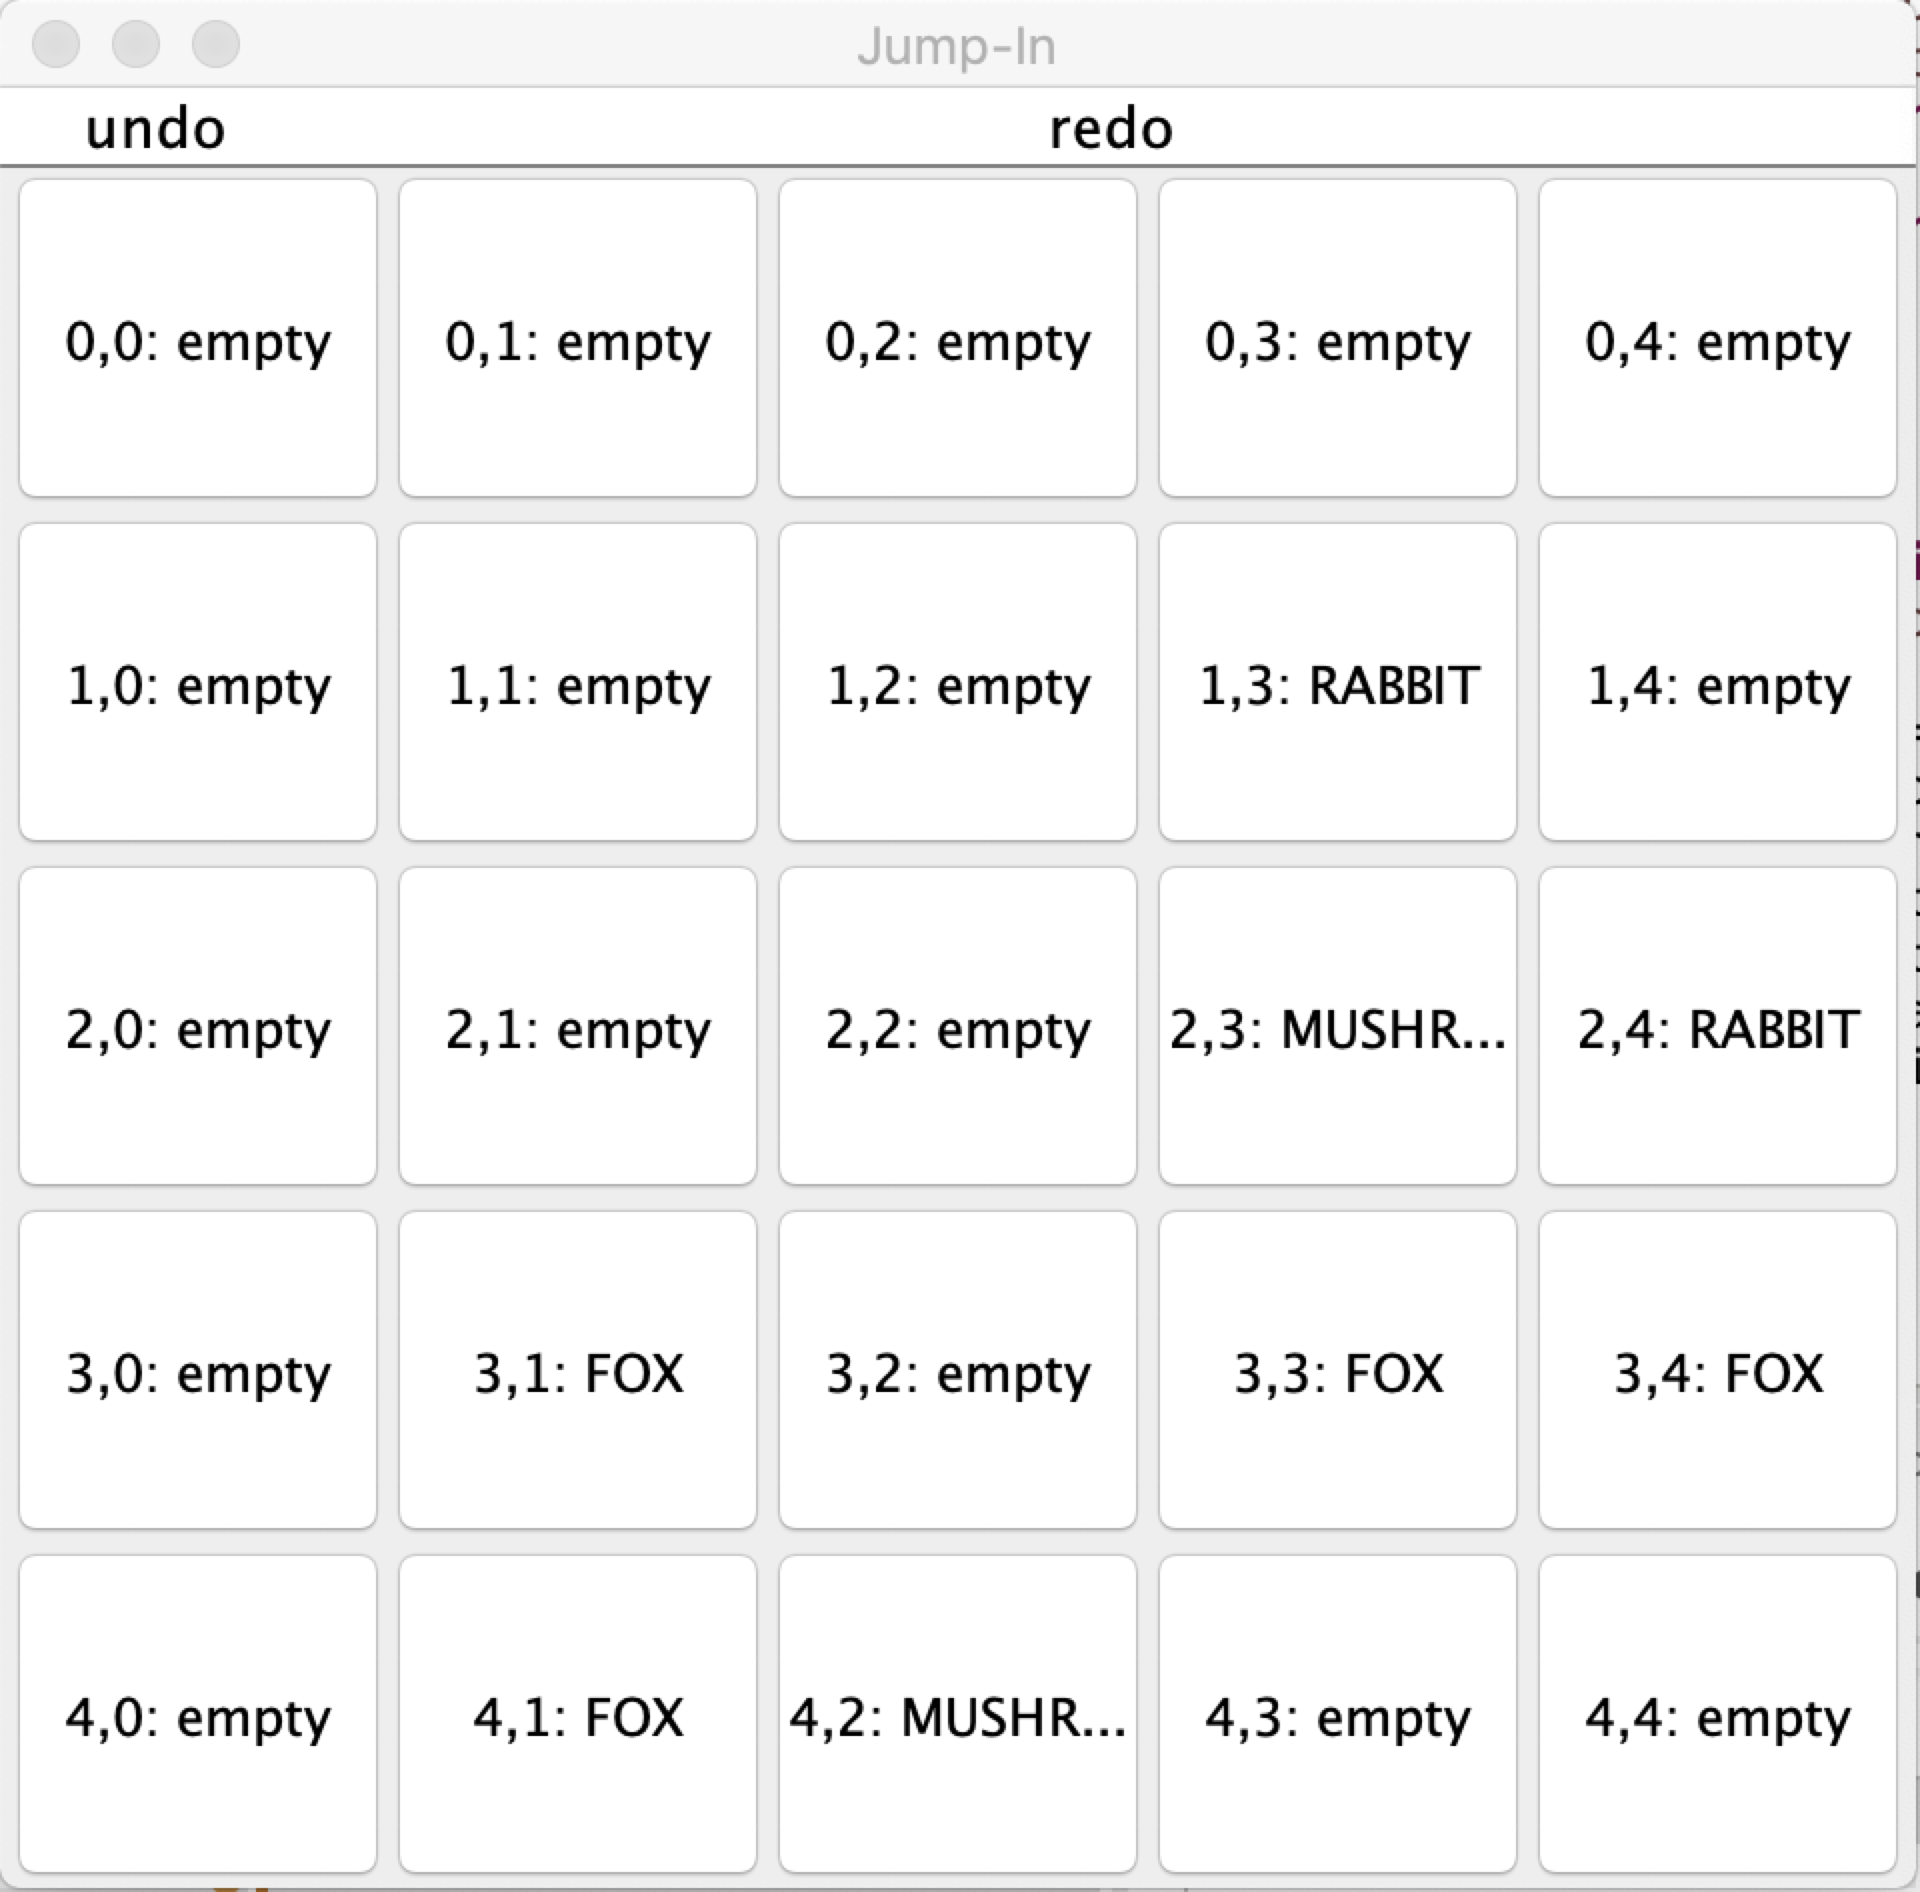 Jump-In
undo redo
0,0: empty 0,1: empty 0,2: empty 0,3: empty 0,4: empty
1,0: empty 1,1: empty 1,2: empty 1,3: RABBIT 1,4: empty
2,0: empty 2,1: empty 2,2: empty 2,3: MUSHR... 2,4: RABBIT
3,0: empty 3,1: FOX 3,2: empty 3,3: FOX 3,4: FOX
4,0: empty 4,1: FOX 4,2: MUSHR... 4,3: empty 4,4: empty